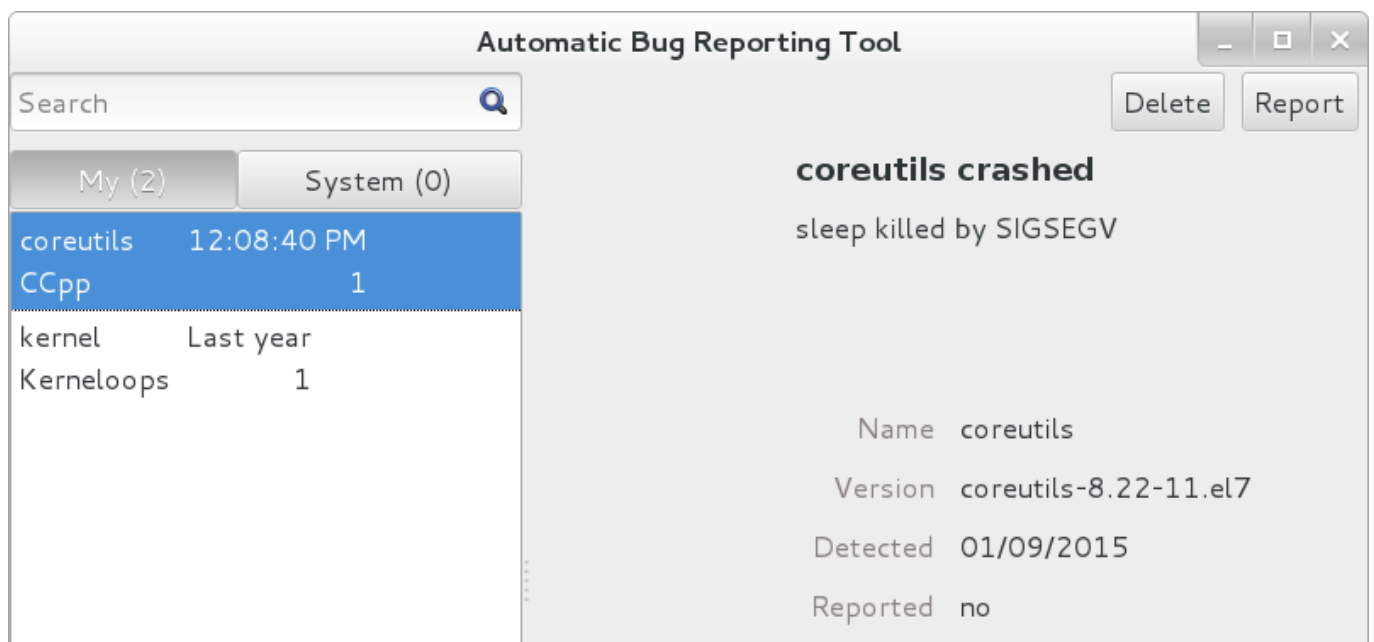 Automatic Bug Reporting Tool
Search
Delete Report
My (2) System (0)
coreutils 12:08:40 PM
CCpp 1
kernel Last year
Kerneloops 1
coreutils crashed
sleep killed by SIGSEGV
Name coreutils
Version coreutils-8.22-11.el7
Detected 01/09/2015
Reported no